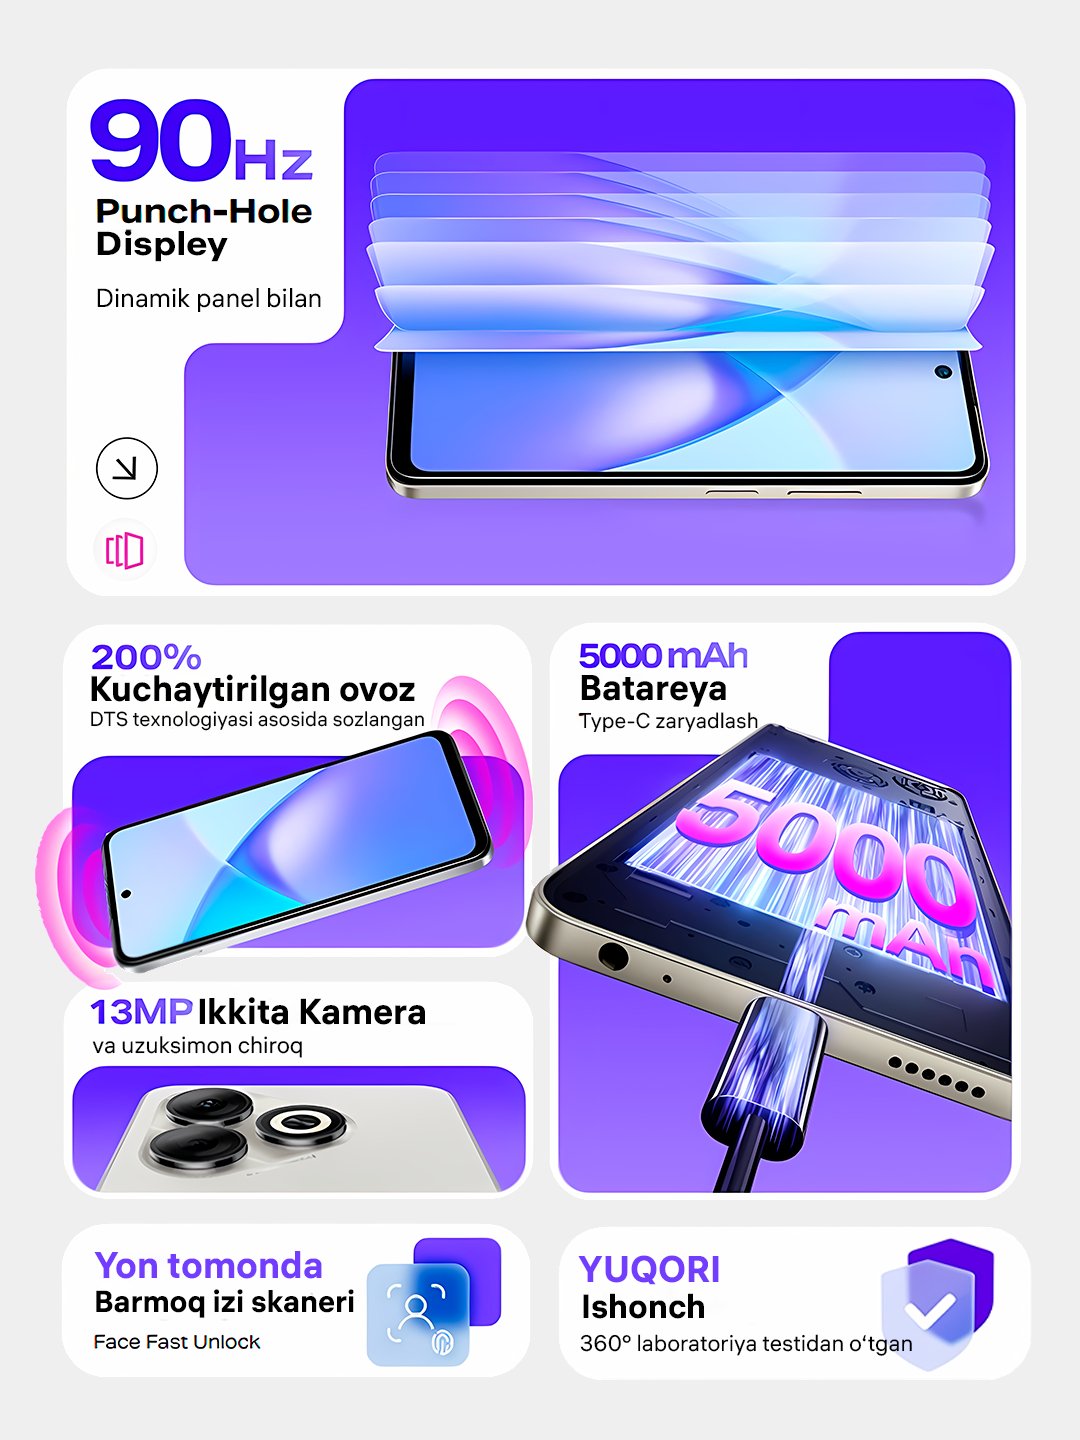 90Hz
Punch-Hole
Displey
Dinamik panel bilan
200%
Kuchaytirilgan ovoz
DTS texnologiyasi asosida sozlangan
5000 mAh
Batareya
Type-C zaryadlash
5000
mAh
13MP Ikkita Kamera
va uzuksimon chiroq
Yon tomonda
Barmoq izi skaneri
Face Fast Unlock
YUQORI
Ishonch
360° laboratoriya testidan o‘tgan